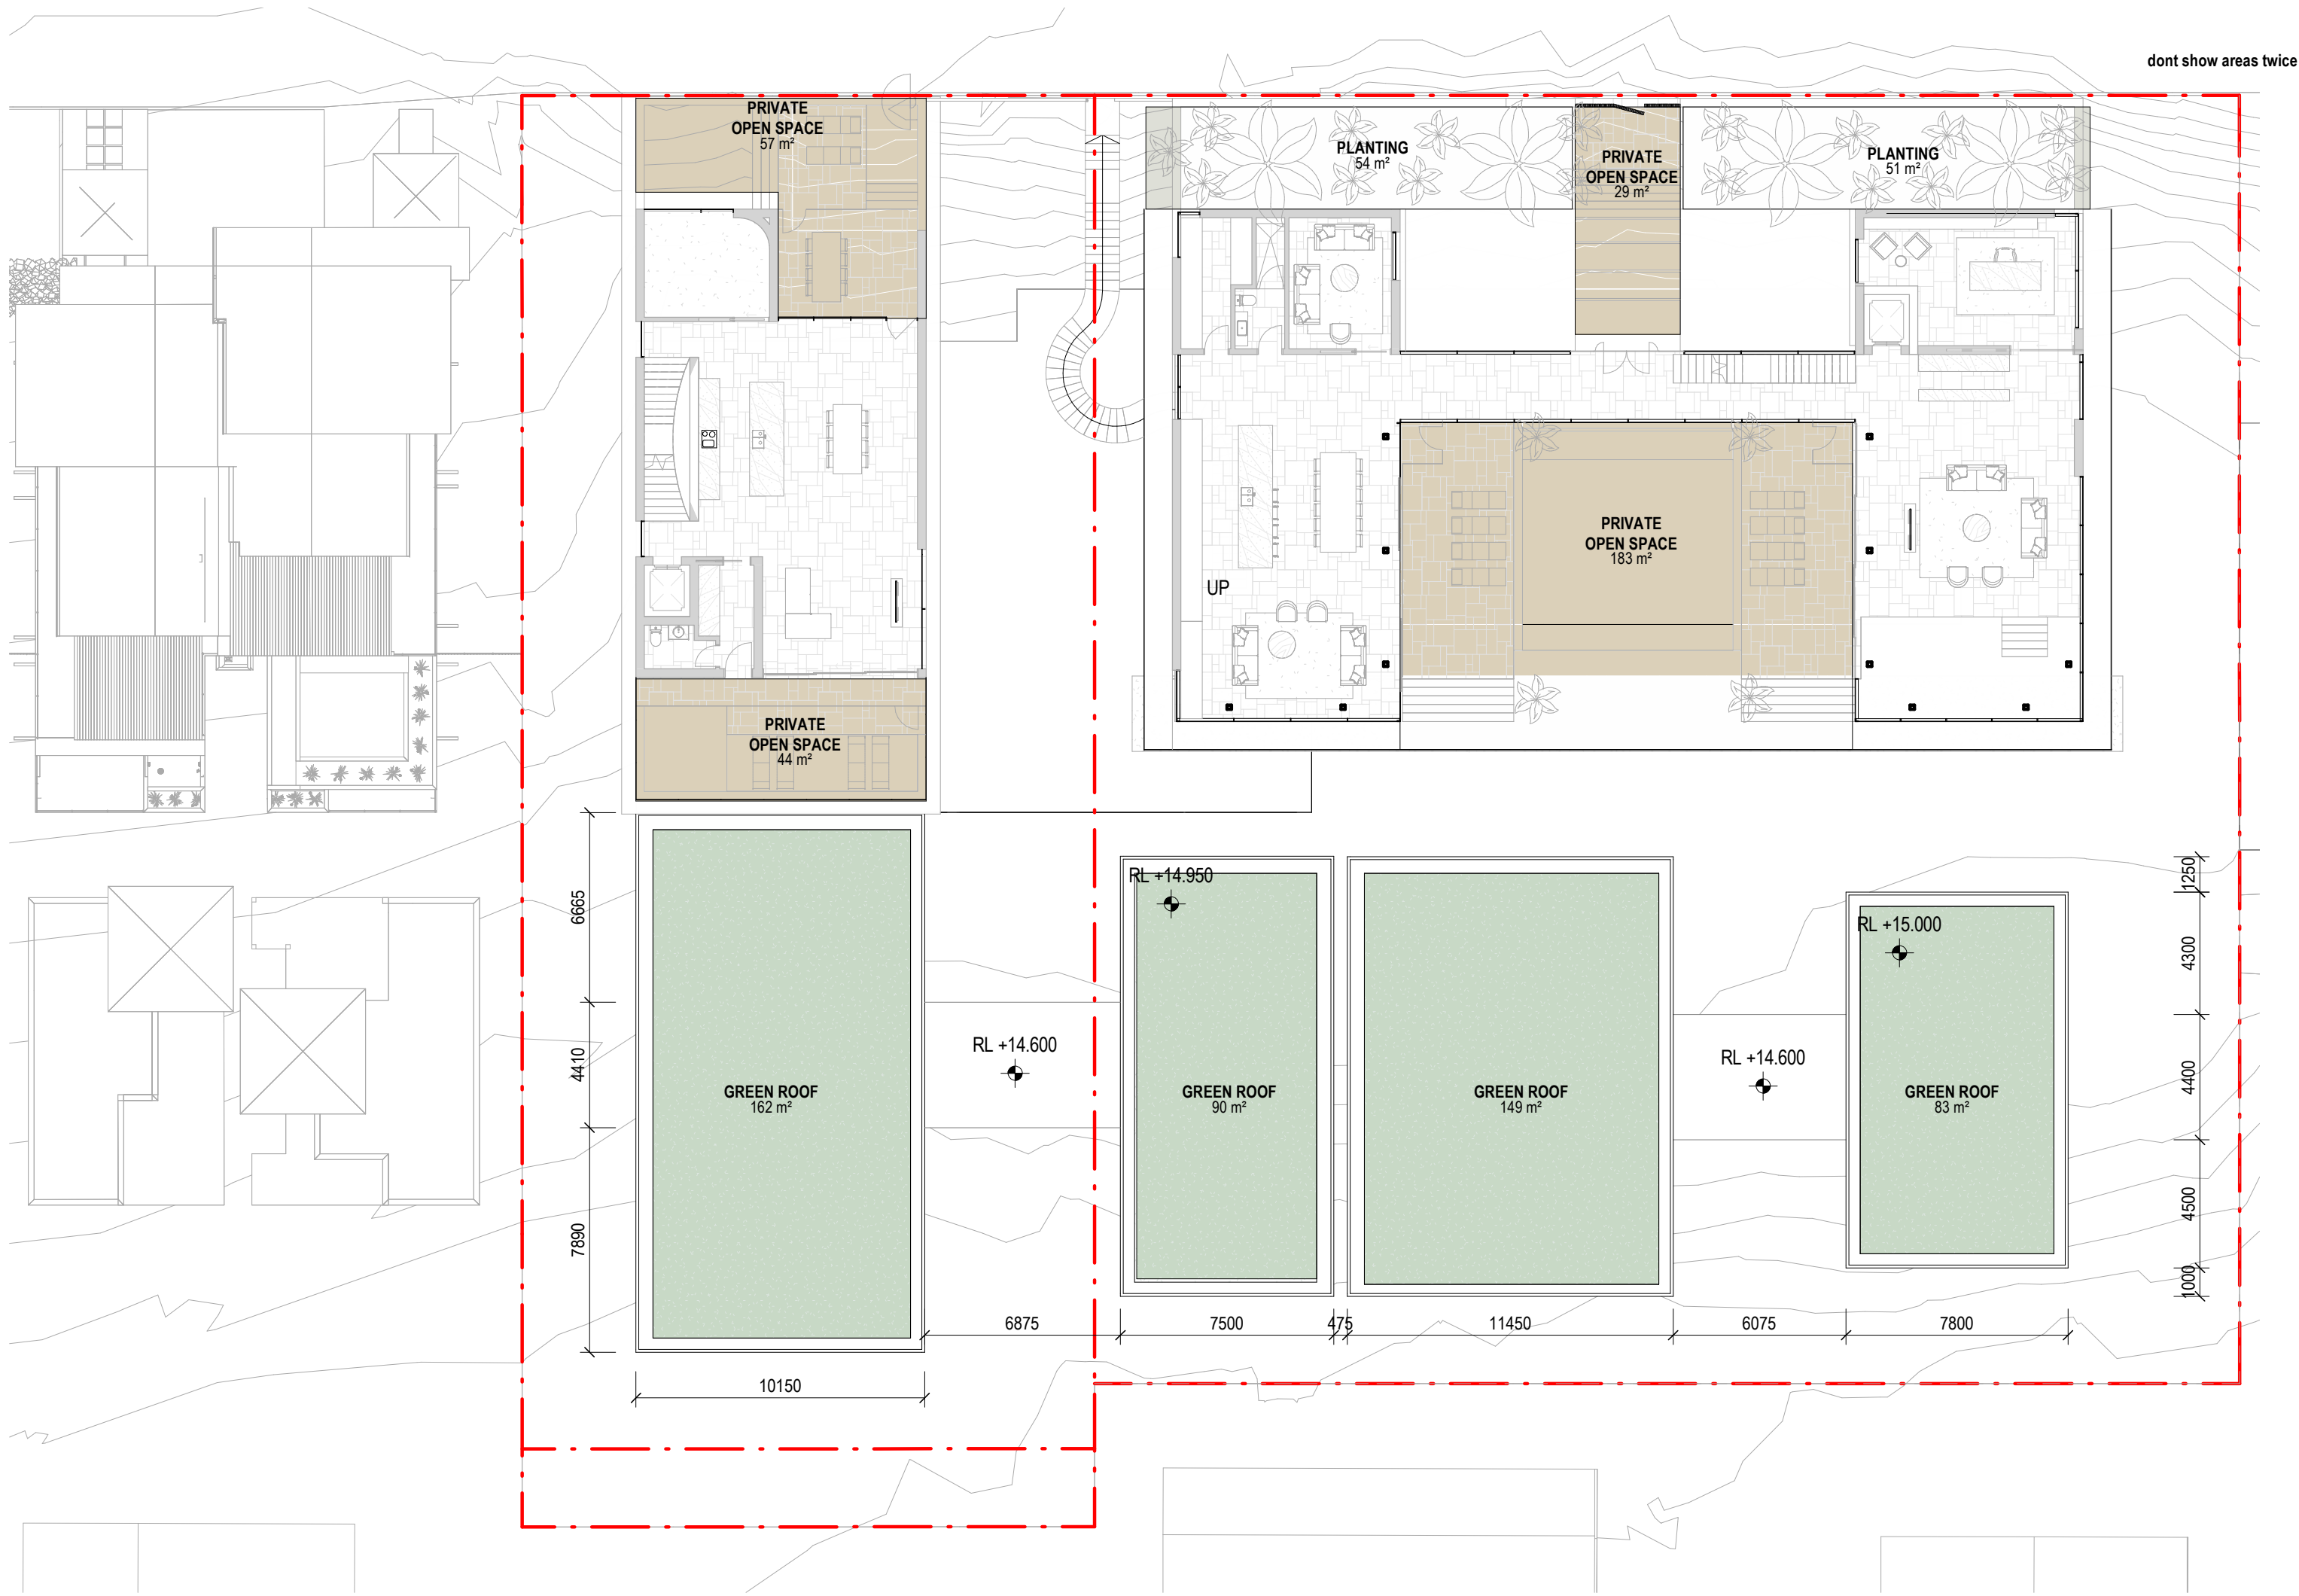 dont show areas twice
PRIVATE
OPEN SPACE
57 m²
PLANTING
54 m²
PRIVATE
OPEN SPACE
29 m²
PLANTING
51 m²
PRIVATE
OPEN SPACE
183 m²
UP
PRIVATE
OPEN SPACE
44 m²
6665
4410
7890
GREEN ROOF
162 m²
10150
RL +14.600
RL +14.950
GREEN ROOF
90 m²
GREEN ROOF
149 m²
RL +14.600
RL +15.000
GREEN ROOF
83 m²
1250
4300
4400
4500
1000
6875
7500
475
11450
6075
7800